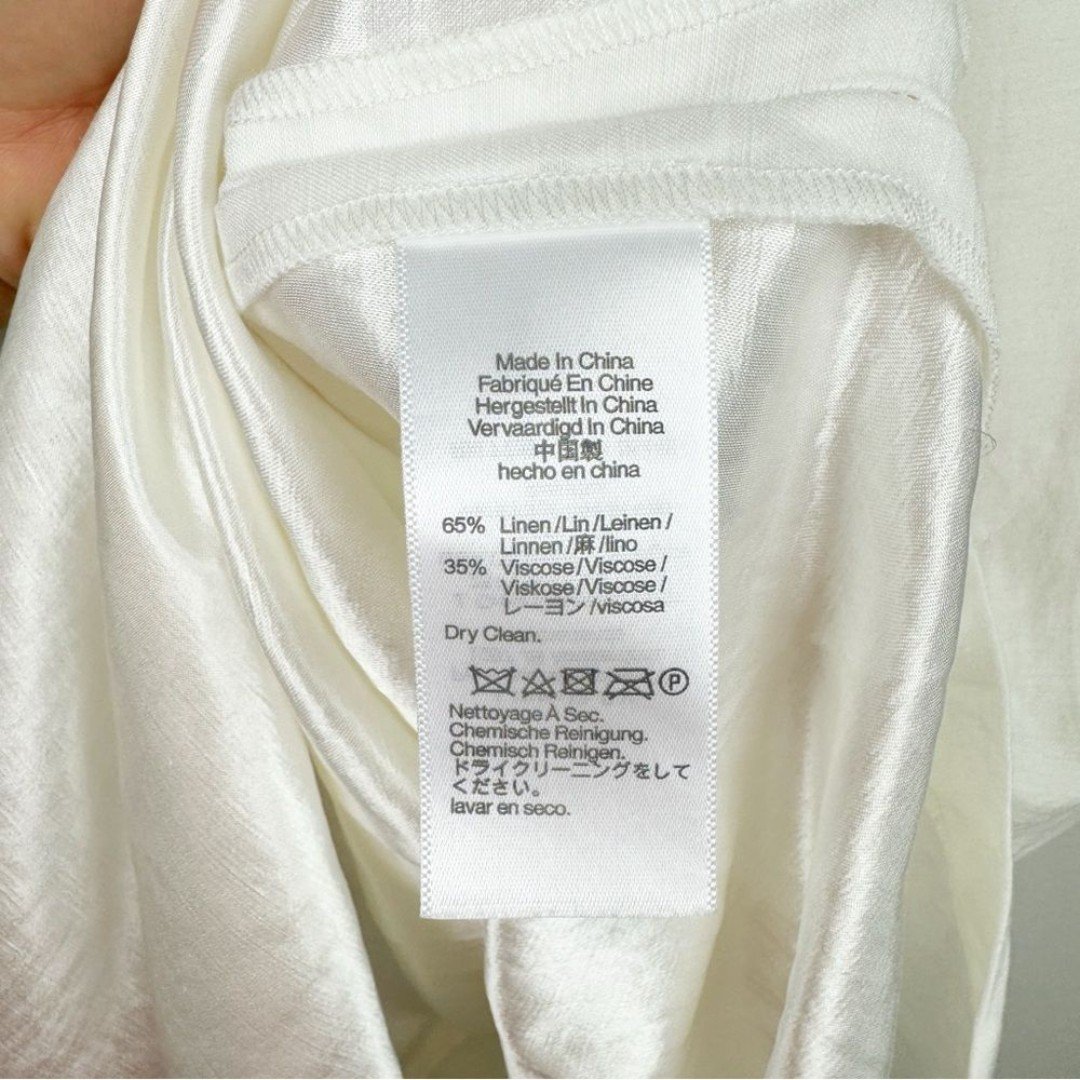 Made In China
Fabriqué En Chine
Hergestellt In China
Vervaardigd In China
中国製
hecho en china
65% Linen/Lin/Leinen/
Linnen/麻/lino
35% Viscose/Viscose/
Viskose/Viscose/
レーヨン/viscosa
Dry Clean.
P
Nettoyage À Sec.
Chemische Reinigung.
Chemisch Reinigen.
ドライクリーニングをして
ください。
lavar en seco.